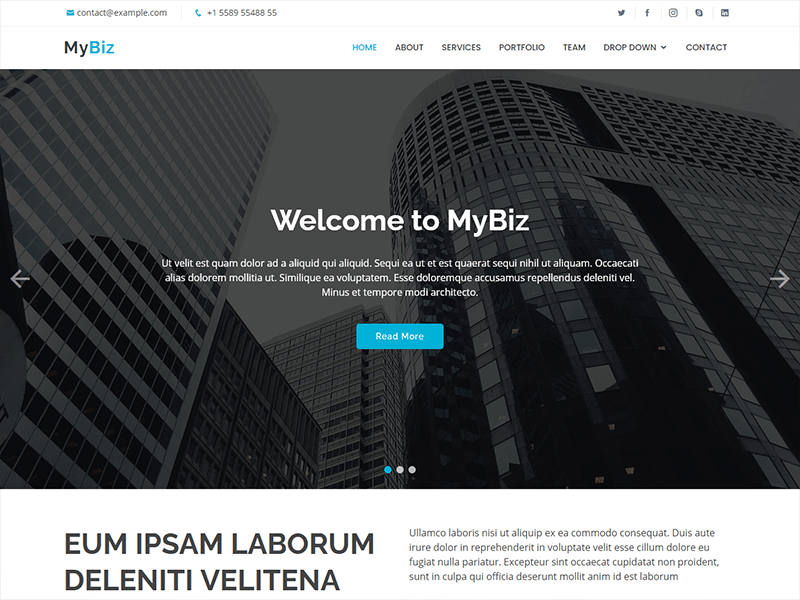 contact@example.com +1 5589 55488 55
MyBiz HOME ABOUT SERVICES PORTFOLIO TEAM DROP DOWN CONTACT
Welcome to MyBiz
Ut velit est quam dolor ad a aliquid qui aliquid. Sequi ea ut et est quaerat sequi nihil ut aliquam. Occaecati
alias dolorem mollitia ut. Similique ea voluptatem. Esse doloremque accusamus repellendus deleniti vel.
Minus et tempore modi architecto.
Read More
EUM IPSAM LABORUM
DELENITI VELITENA
Ullamco laboris nisi ut aliquip ex ea commodo consequat. Duis aute
irure dolor in reprehenderit in voluptate velit esse cillum dolore eu
fugiat nulla pariatur. Excepteur sint occaecat cupidatat non proident,
sunt in culpa qui officia deserunt mollit anim id est laborum